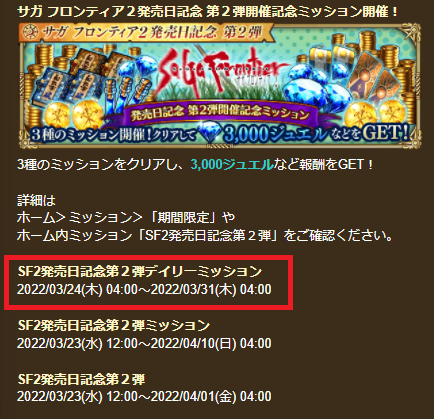 サガ フロンティア２発売日記念 第２弾開催記念ミッション開催！
サガ フロンティア２発売日記念 第２弾
SaGa Frontier
発売日記念 第２弾開催記念ミッション
3種のミッション開催！クリアして3,000ジュエルなどをGET！
3種のミッションをクリアし、3,000ジュエルなど報酬をGET！
詳細は
ホーム＞ミッション＞「期間限定」や
ホーム内ミッション「SF2発売日記念第２弾」をご確認ください。
SF2発売日記念第２弾デイリーミッション
2022/03/24(木) 04:00～2022/03/31(木) 04:00
SF2発売日記念第２弾ミッション
2022/03/23(水) 12:00～2022/04/10(日) 04:00
SF2発売日記念第２弾
2022/03/23(水) 12:00～2022/04/01(金) 04:00